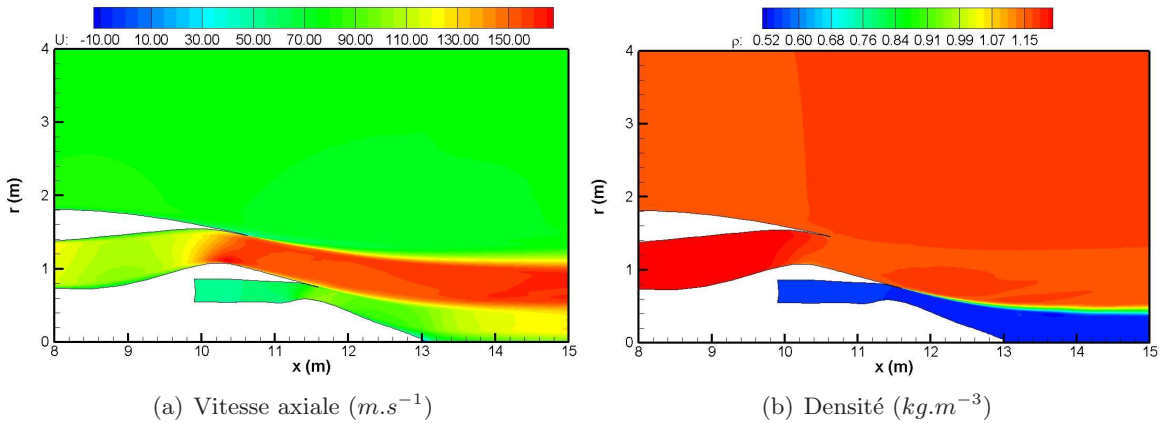 U: -10.00 10.00 30.00 50.00 70.00 90.00 110.00 130.00 150.00
ρ: 0.52 0.60 0.68 0.76 0.84 0.91 0.99 1.07 1.15
4
3
2
1
0
r (m)
8 9 10 11 12 13 14 15
x (m)
4
3
2
1
0
r (m)
8 9 10 11 12 13 14 15
x (m)
(a) Vitesse axiale (m.s⁻¹)
(b) Densité (kg.m⁻³)